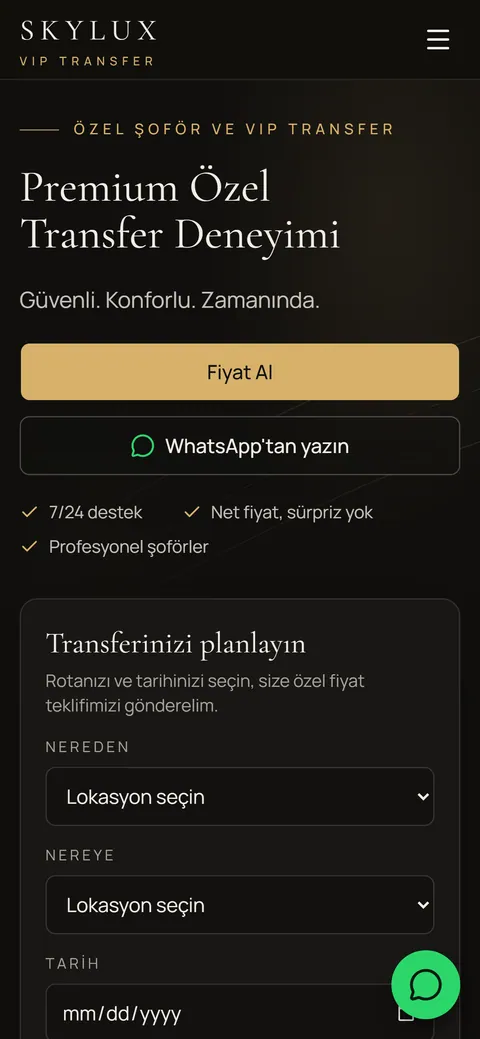 SKYLUX
VIP TRANSFER
ÖZEL ŞOFÖR VE VIP TRANSFER
Premium Özel
Transfer Deneyimi
Güvenli. Konforlu. Zamanında.
Fiyat Al
WhatsApp'tan yazın
7/24 destek
Net fiyat, sürpriz yok
Profesyonel şoförler
Transferinizi planlayın
Rotanızı ve tarihinizi seçin, size özel fiyat
teklifimizi gönderelim.
NEREDEN
Lokasyon seçin
NEREYE
Lokasyon seçin
TARİH
mm/dd/yyyy